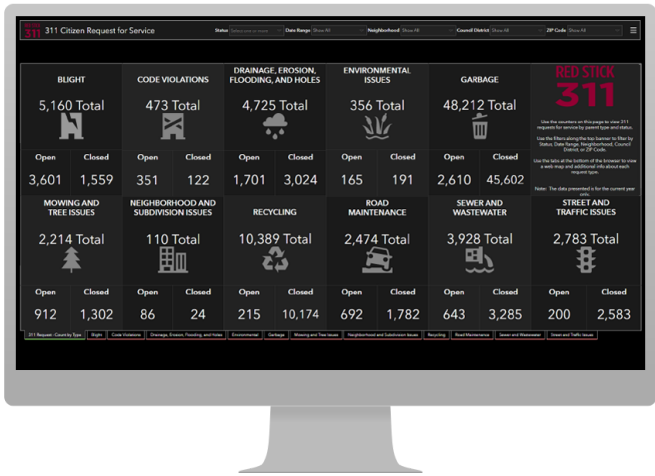 311 Citizen Request for Service
Status
Date Range Show All
Neighborhood Show All
Council District Show All
ZIP Code Show All
BLIGHT
5,160 Total
Open Closed
3,601 1,559
CODE VIOLATIONS
473 Total
Open Closed
351 122
DRAINAGE, EROSION,
FLOODING, AND HOLES
4,725 Total
Open Closed
1,701 3,024
ENVIRONMENTAL
ISSUES
356 Total
Open Closed
165 191
GARBAGE
48,212 Total
Open Closed
2,610 45,602
RED STICK
311
Use the counters on this page to view 311
requests for service by parent type and status.
Use the filters along the top banner to filter by
Status, Date Range, Neighborhood, Council
District, or ZIP Code.
Use the tabs at the bottom of the browser to view
a web map and additional info about each
request type.
Note: The data presented is for the current year
only.
MOWING AND
TREE ISSUES
2,214 Total
Open Closed
912 1,302
NEIGHBORHOOD AND
SUBDIVISION ISSUES
110 Total
Open Closed
86 24
RECYCLING
10,389 Total
Open Closed
215 10,174
ROAD
MAINTENANCE
2,474 Total
Open Closed
692 1,782
SEWER AND
WASTEWATER
3,928 Total
Open Closed
643 3,285
STREET AND
TRAFFIC ISSUES
2,783 Total
Open Closed
200 2,583
311 Request - Count by Type
Blight
Code Violations
Drainage, Erosion, Flooding, and Holes
Environmental
Garbage
Mowing and Tree Issues
Neighborhood and Subdivision Issues
Recycling
Road Maintenance
Sewer and Wastewater
Street and Traffic Issues